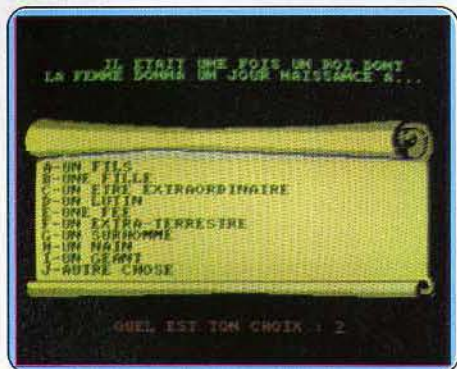 IL ETAIT UNE FOIS UN ROI DONT
LA FEMME DONNA UN JOUR NAISSANCE A...
A-UN FILS
B-UNE FILLE
C-UN ETRE EXTRAORDINAIRE
D-UN LUTIN
E-UNE FEE
F-UN EXTRA-TERRESTRE
G-UN SURHOMME
H-UN NAIN
I-UN GEANT
J-AUTRE CHOSE
QUEL EST TON CHOIX : ?